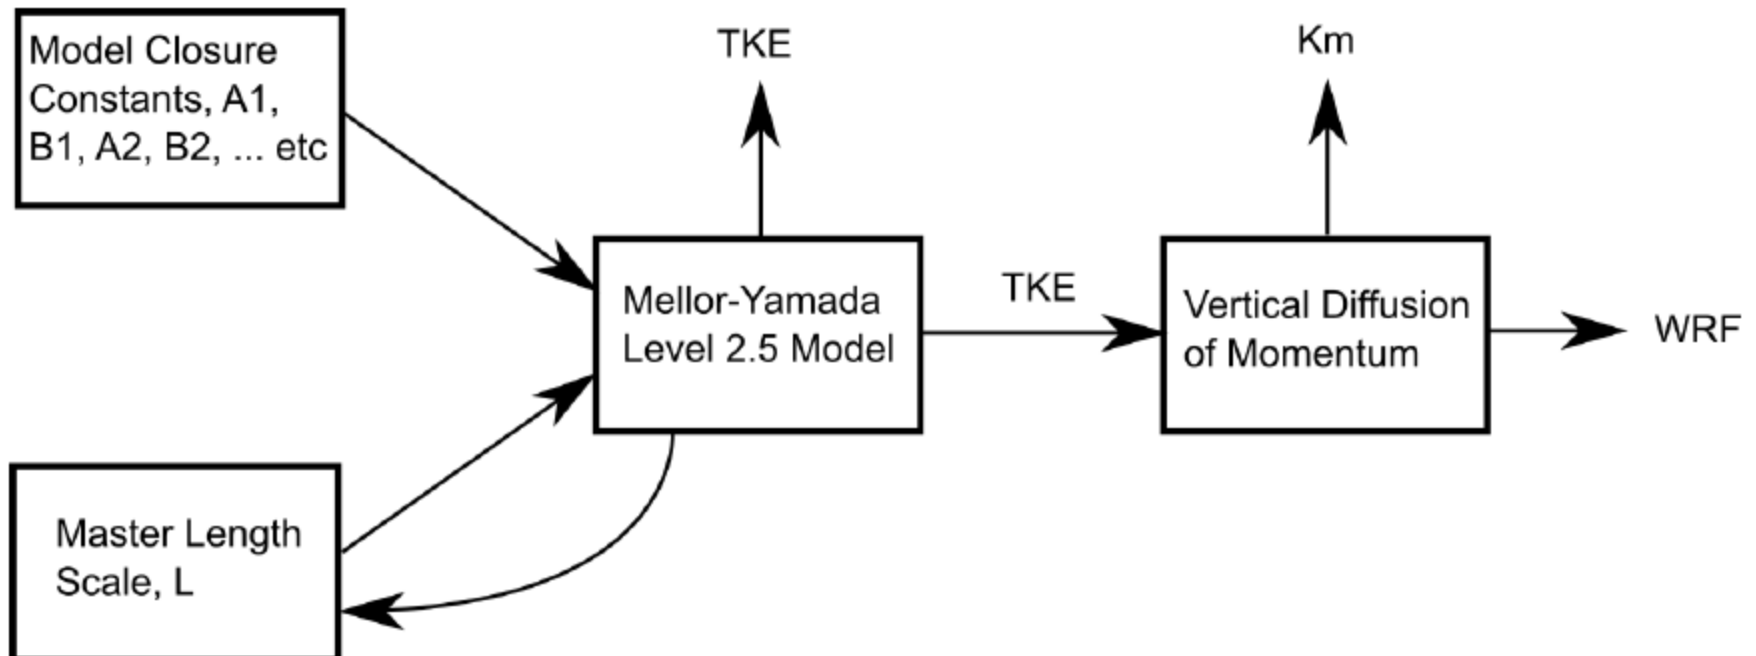 Model Closure
Constants, A1,
B1, A2, B2, ... etc
TKE
Km
Mellor-Yamada
Level 2.5 Model
TKE
Vertical Diffusion
of Momentum
WRF
Master Length
Scale, L